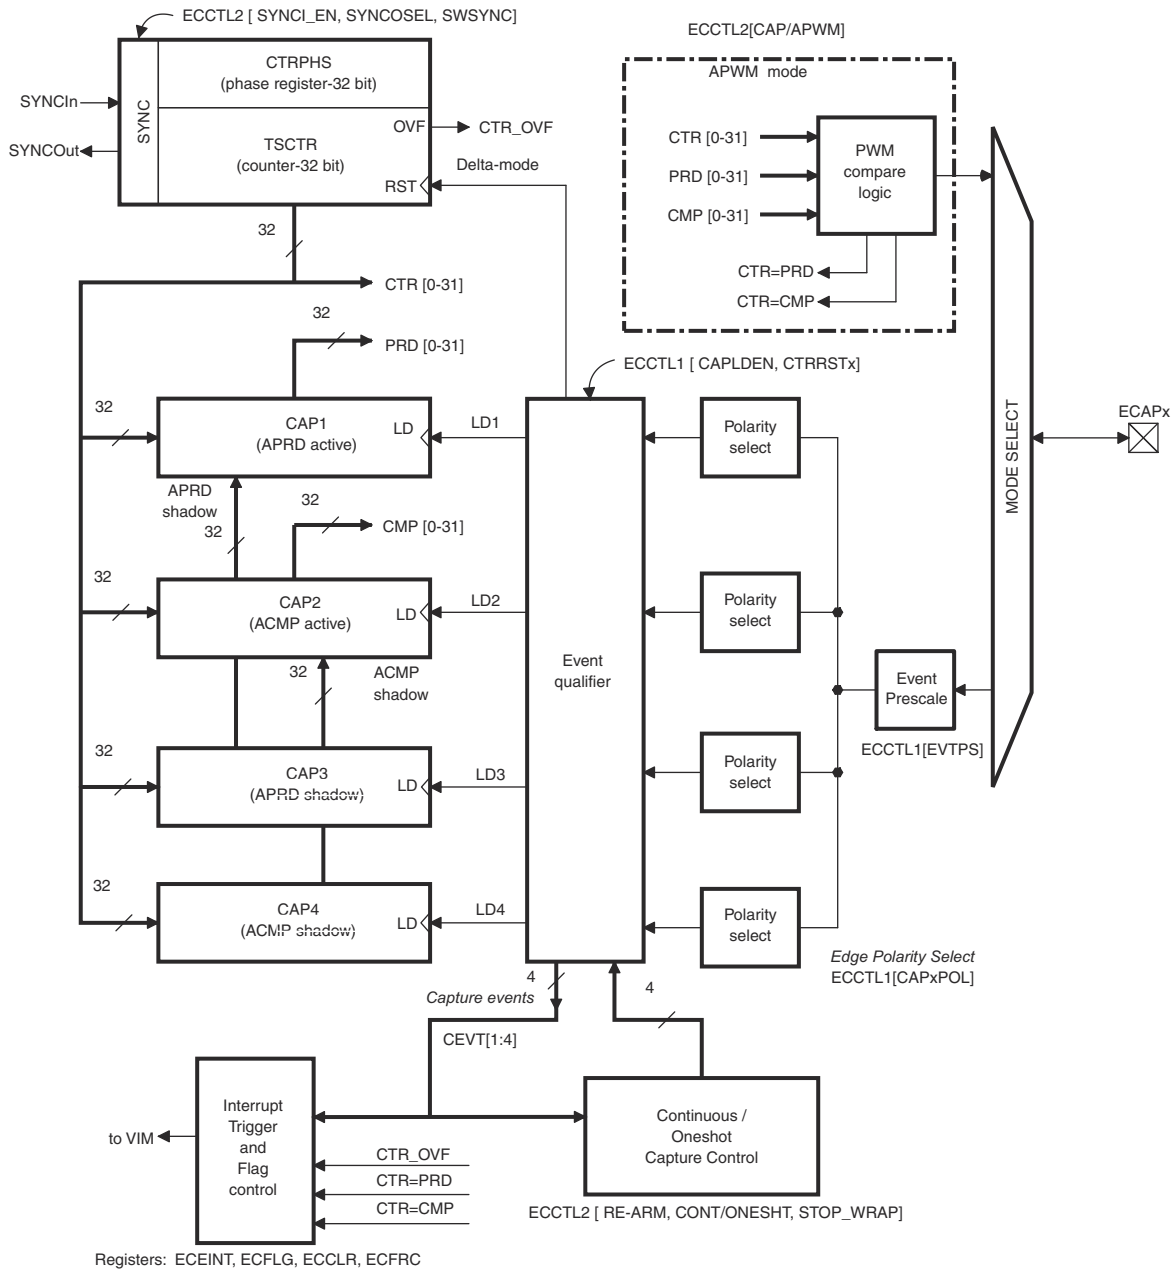 ECCTL2 [ SYNCI_EN, SYNCOSEL, SWSYNC]
CTRPHS
(phase register-32 bit)
SYNC
SYNCIn
SYNCOut
TSCTR
(counter-32 bit)
OVF
RST
CTR_OVF
Delta-mode
32
CTR [0-31]
32
PRD [0-31]
ECCTL2[CAP/APWM]
APWM mode
CTR [0-31]
PRD [0-31]
CMP [0-31]
PWM
compare
logic
CTR=PRD
CTR=CMP
MODE SELECT
ECAPx
ECCTL1 [ CAPLDEN, CTRRSTx]
32
CAP1
(APRD active)
LD
LD1
Polarity
select
APRD
shadow
32
32
CMP [0-31]
32
CAP2
(ACMP active)
LD
LD2
Polarity
select
32
ACMP
shadow
Event
qualifier
Event
Prescale
ECCTL1[EVTPS]
32
CAP3
(APRD shadow)
LD
LD3
Polarity
select
32
CAP4
(ACMP shadow)
LD
LD4
Polarity
select
Edge Polarity Select
ECCTL1[CAPxPOL]
4
Capture events
CEVT[1:4]
4
Interrupt
Trigger
and
Flag
control
to VIM
CTR_OVF
CTR=PRD
CTR=CMP
Continuous /
Oneshot
Capture Control
ECCTL2 [ RE-ARM, CONT/ONESHT, STOP_WRAP]
Registers: ECEINT, ECFLG, ECCLR, ECFRC